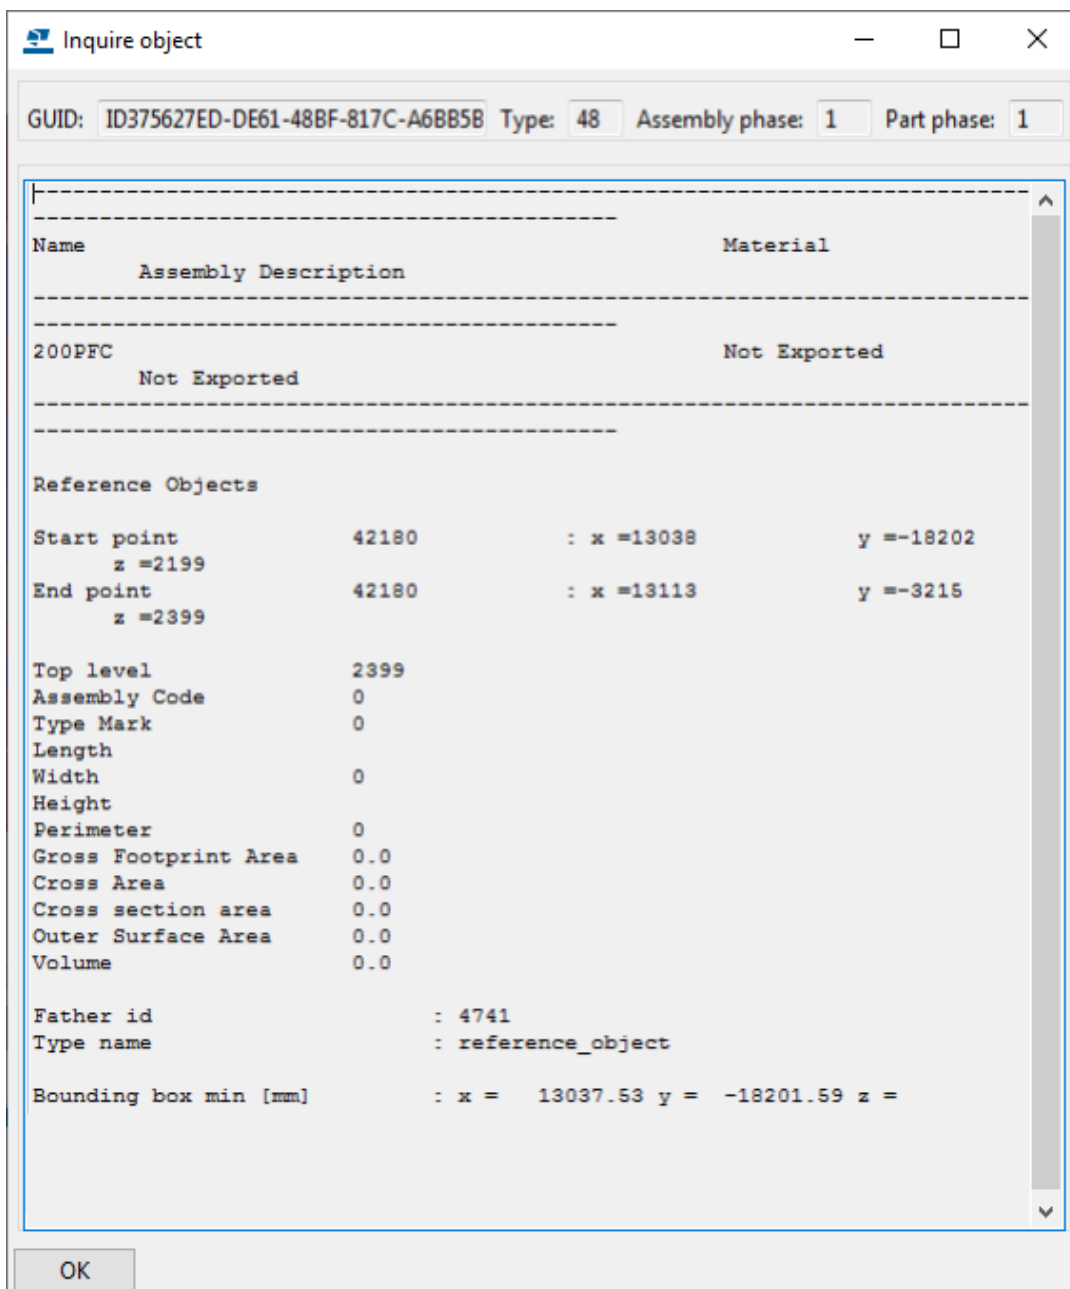 Inquire object
GUID: ID375627ED-DE61-48BF-817C-A6BB5B Type: 48 Assembly phase: 1 Part phase: 1
---------------------------------------------------------------------------
--------------------------------------------
Name Material
Assembly Description
---------------------------------------------------------------------------
--------------------------------------------
200PFC Not Exported
Not Exported
---------------------------------------------------------------------------
--------------------------------------------
Reference Objects
Start point 42180 : x =13038 y =-18202
z =2199
End point 42180 : x =13113 y =-3215
z =2399
Top level 2399
Assembly Code 0
Type Mark 0
Length
Width 0
Height
Perimeter 0
Gross Footprint Area 0.0
Cross Area 0.0
Cross section area 0.0
Outer Surface Area 0.0
Volume 0.0
Father id : 4741
Type name : reference_object
Bounding box min [mm] : x = 13037.53 y = -18201.59 z =
OK